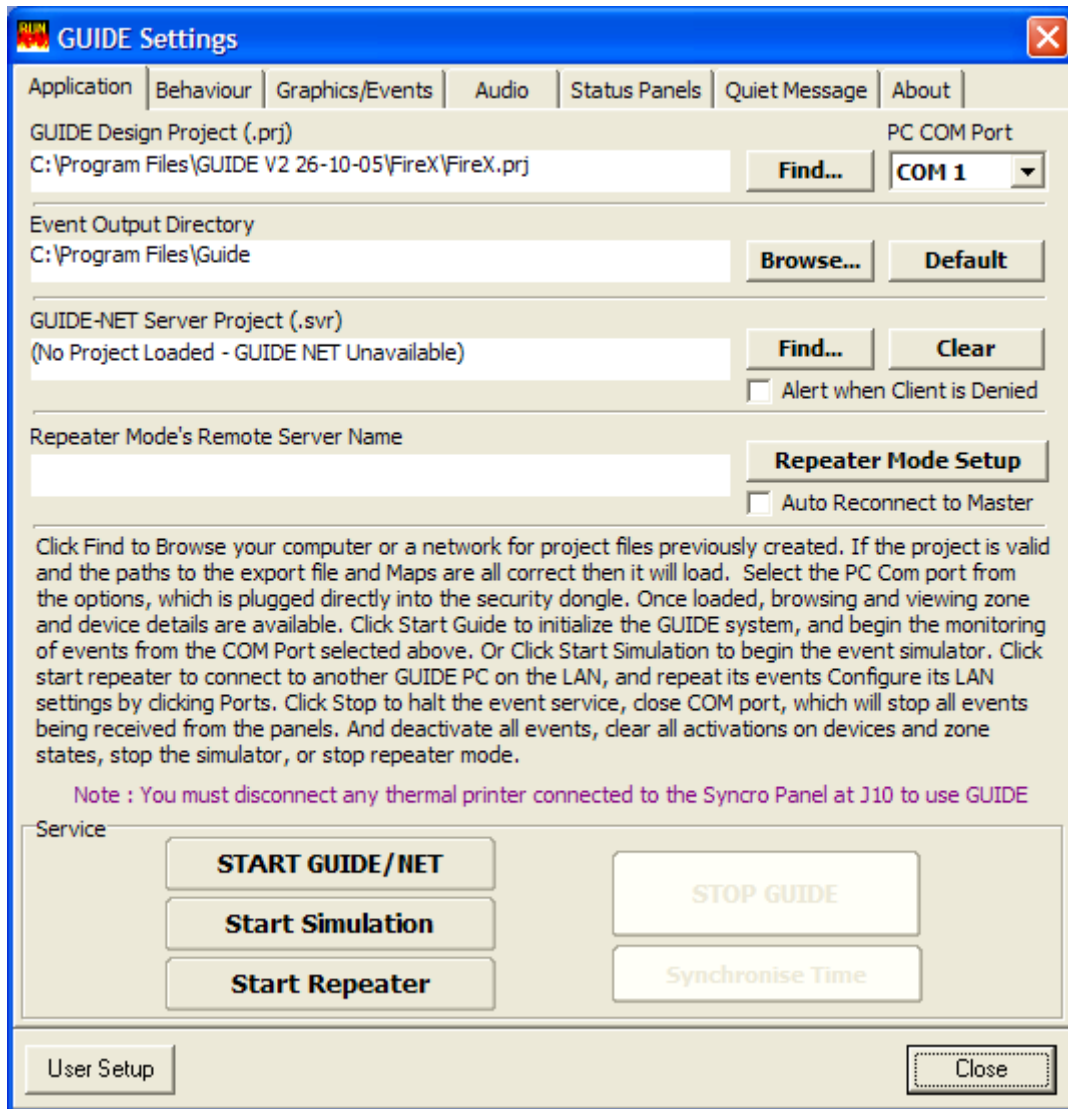 RUN
GUIDE Settings
Application Behaviour Graphics/Events Audio Status Panels Quiet Message About
GUIDE Design Project (.prj) PC COM Port
C:\Program Files\GUIDE V2 26-10-05\FireX\FireX.prj Find... COM 1
Event Output Directory
C:\Program Files\Guide Browse... Default
GUIDE-NET Server Project (.svr)
(No Project Loaded - GUIDE NET Unavailable) Find... Clear
Alert when Client is Denied
Repeater Mode's Remote Server Name
Repeater Mode Setup
Auto Reconnect to Master
Click Find to Browse your computer or a network for project files previously created. If the project is valid
and the paths to the export file and Maps are all correct then it will load. Select the PC Com port from
the options, which is plugged directly into the security dongle. Once loaded, browsing and viewing zone
and device details are available. Click Start Guide to initialize the GUIDE system, and begin the monitoring
of events from the COM Port selected above. Or Click Start Simulation to begin the event simulator. Click
start repeater to connect to another GUIDE PC on the LAN, and repeat its events Configure its LAN
settings by clicking Ports. Click Stop to halt the event service, close COM port, which will stop all events
being received from the panels. And deactivate all events, clear all activations on devices and zone
states, stop the simulator, or stop repeater mode.
Note : You must disconnect any thermal printer connected to the Syncro Panel at J10 to use GUIDE
Service
START GUIDE/NET
STOP GUIDE
Start Simulation
Start Repeater
Synchronise Time
User Setup Close